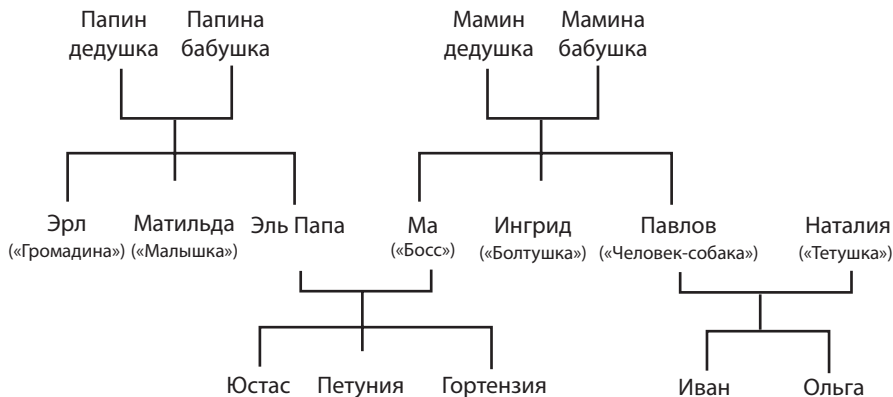 Папин Папина Мамин Мамина
дедушка бабушка дедушка бабушка
Эрл Матильда Эль Папа Ма Ингрид Павлов Наталия
(«Громадина») («Малышка») («Босс») («Болтушка») («Человек-собака») («Тетушка»)
Юстас Петуния Гортензия Иван Ольга